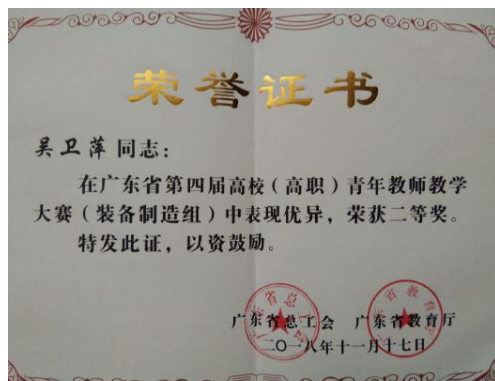 荣誉证书
吴卫萍同志：
在广东省第四届高校（高职）青年教师教学
大赛（装备制造组）中表现优异，荣获二等奖。
特发此证，以资鼓励。
广东省总工会 广东省教育厅
二〇一八年十一月十七日